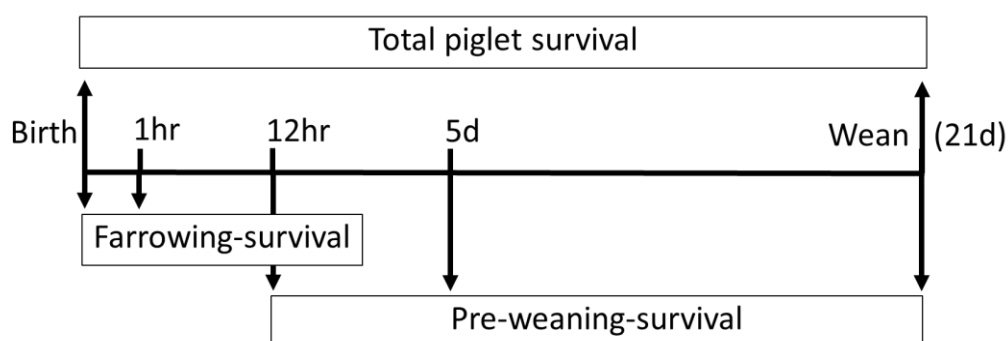 Total piglet survival
Birth 1hr 12hr 5d Wean (21d)
Farrowing-survival
Pre-weaning-survival